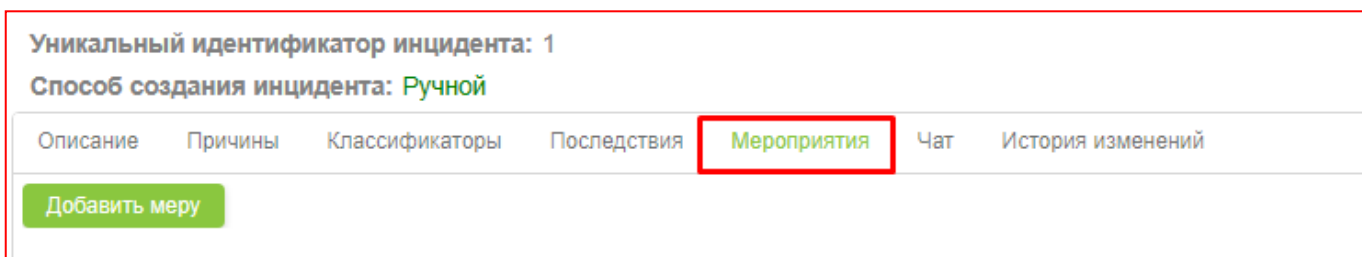 Уникальный идентификатор инцидента: 1
Способ создания инцидента: Ручной
Описание Причины Классификаторы Последствия Мероприятия Чат История изменений
Добавить меру